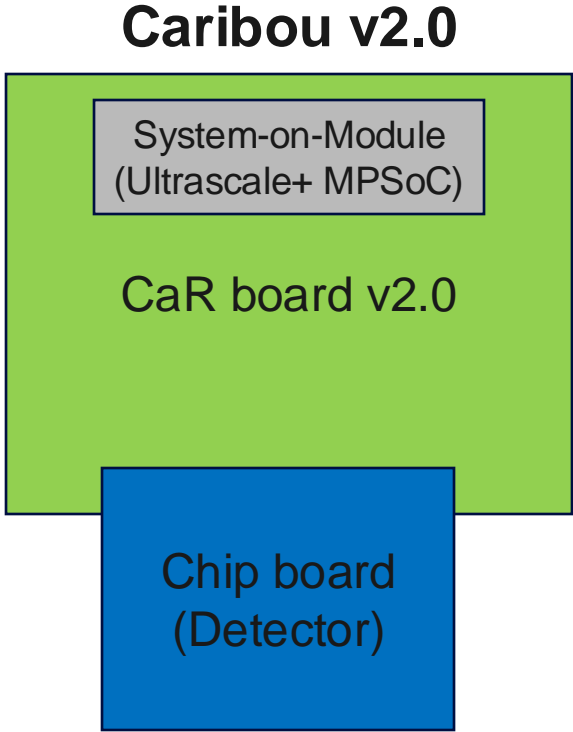 Caribou v2.0
System-on-Module
(Ultrascale+ MPSoC)
CaR board v2.0
Chip board
(Detector)